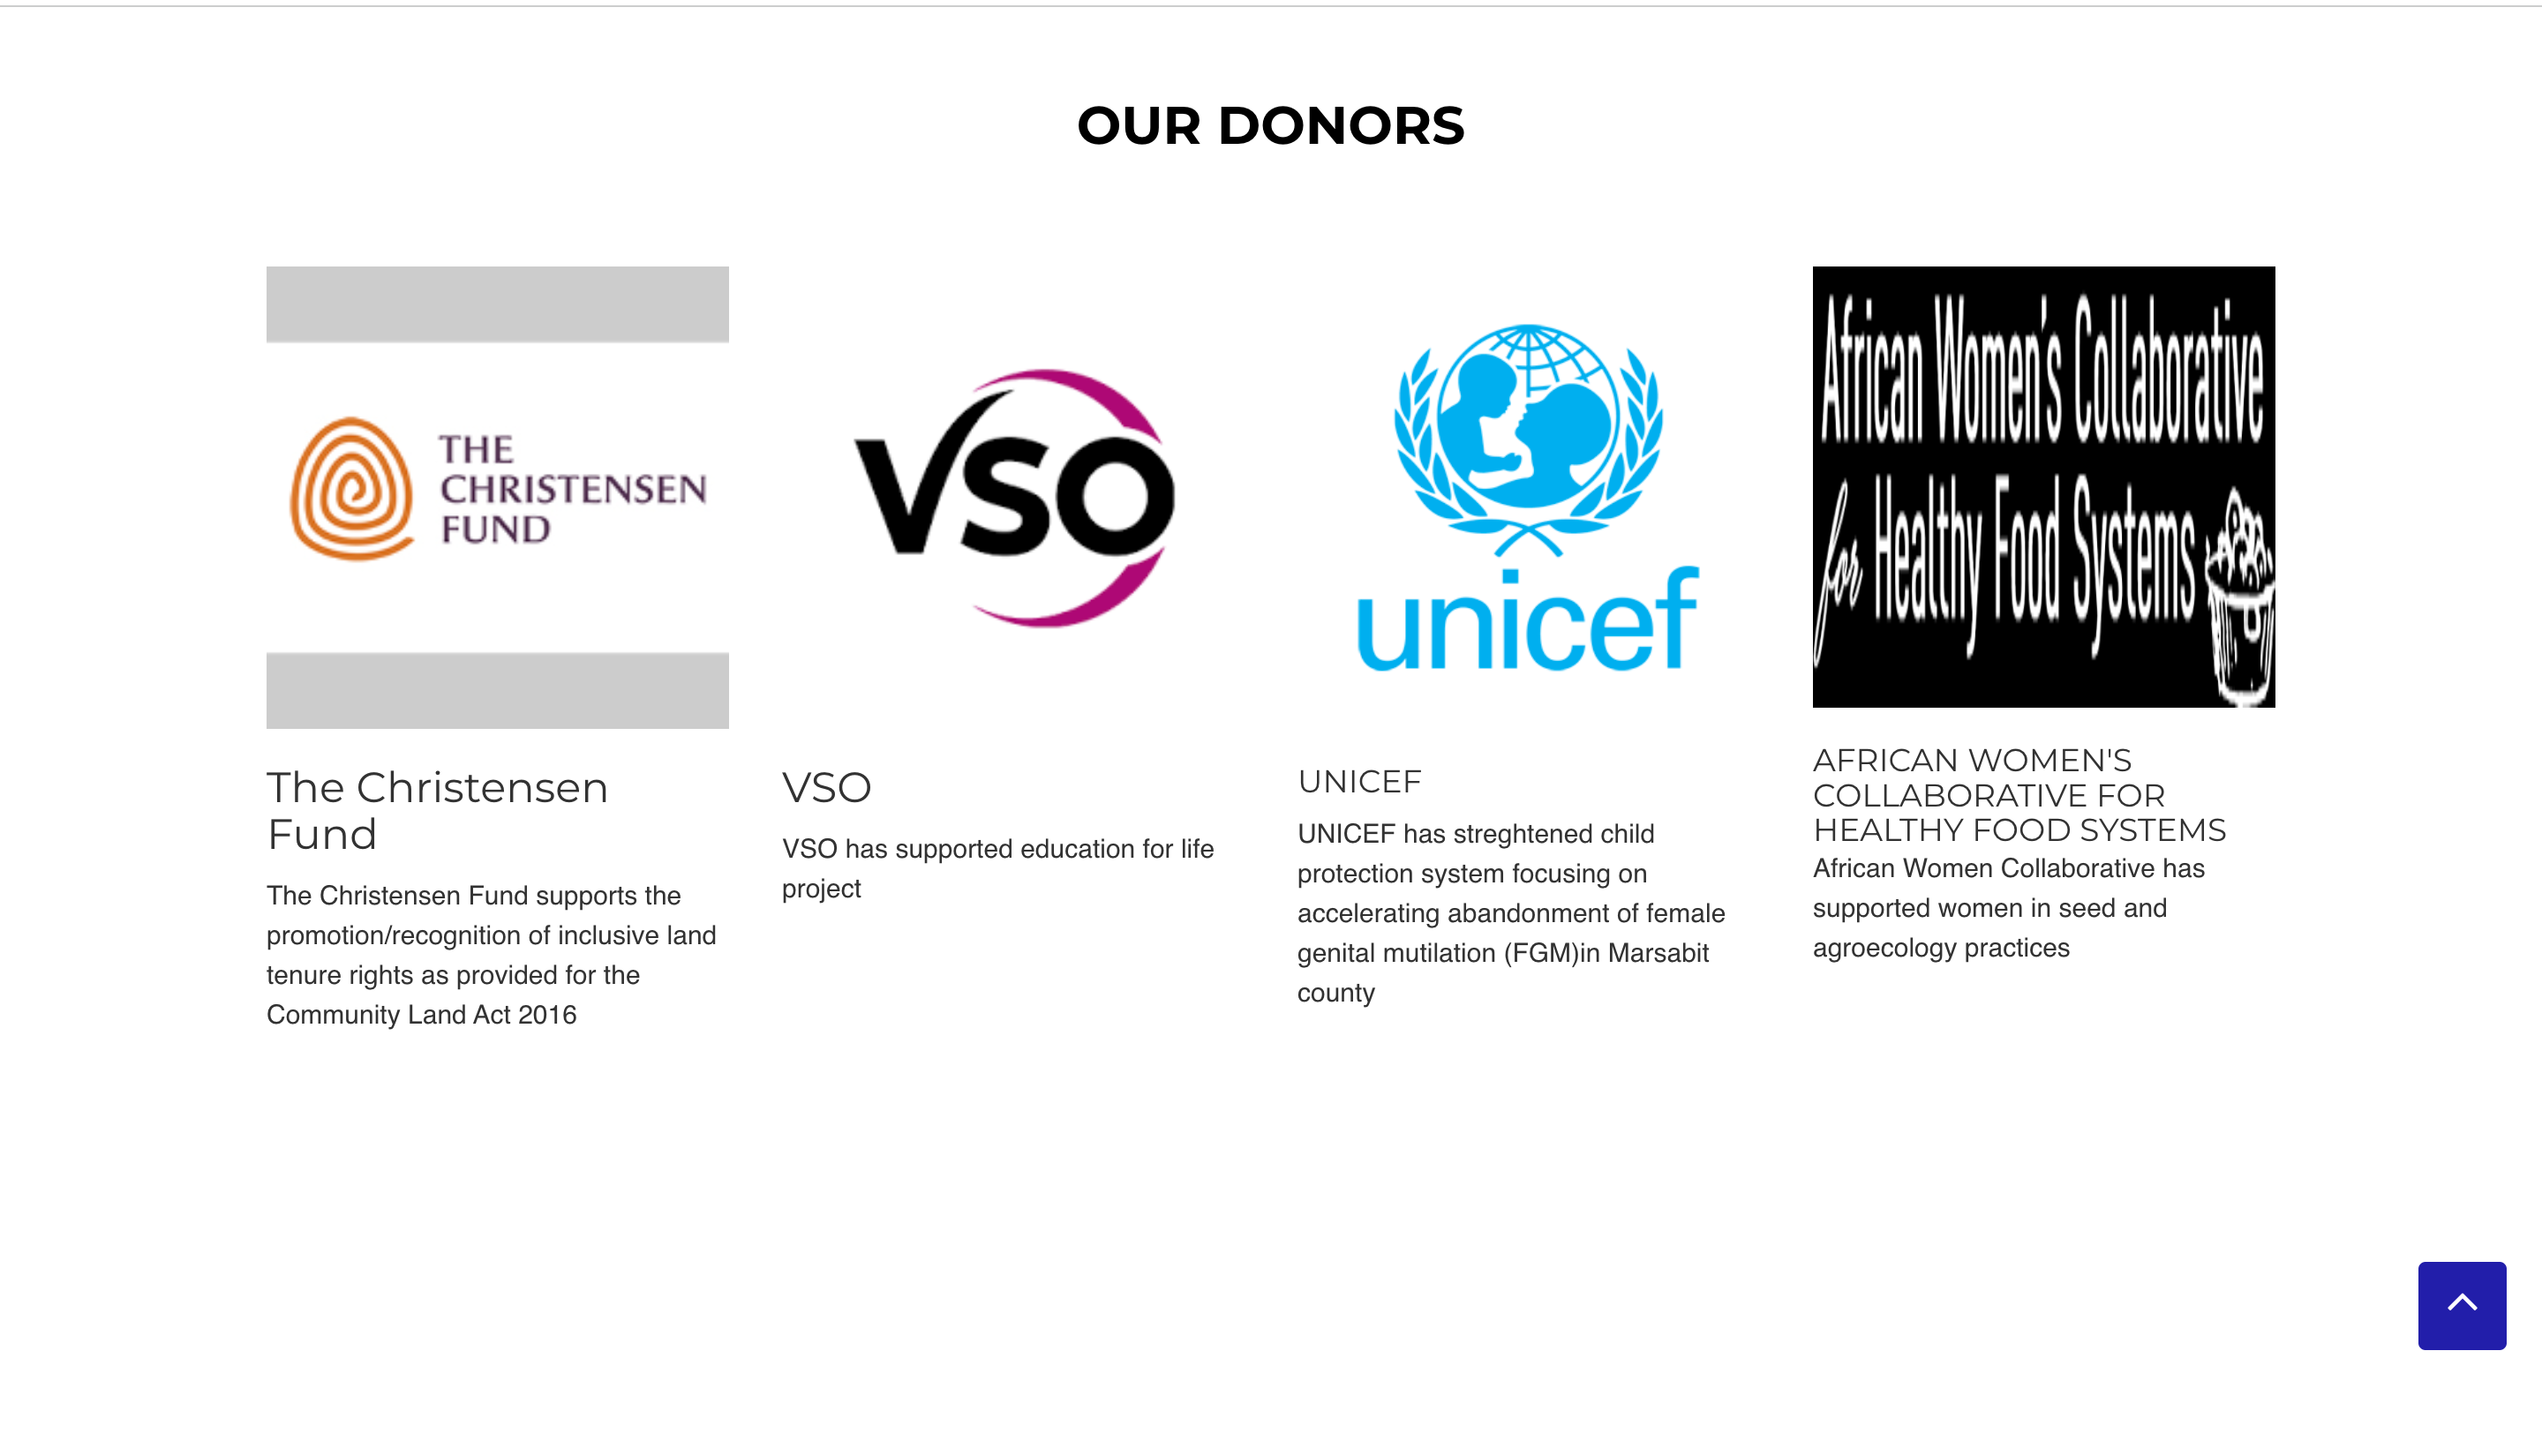 OUR DONORS
THE
CHRISTENSEN
FUND
VSO
unicef
African Women's Collaborative
for Healthy Food Systems
The Christensen
Fund
The Christensen Fund supports the
promotion/recognition of inclusive land
tenure rights as provided for the
Community Land Act 2016
VSO
VSO has supported education for life
project
UNICEF
UNICEF has streghtened child
protection system focusing on
accelerating abandonment of female
genital mutilation (FGM)in Marsabit
county
AFRICAN WOMEN'S
COLLABORATIVE FOR
HEALTHY FOOD SYSTEMS
African Women Collaborative has
supported women in seed and
agroecology practices